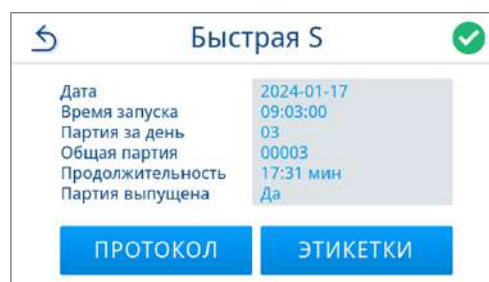 Быстрая S
Дата 2024-01-17
Время запуска 09:03:00
Партия за день 03
Общая партия 00003
Продолжительность 17:31 мин
Партия выпущена Да
ПРОТОКОЛ ЭТИКЕТКИ